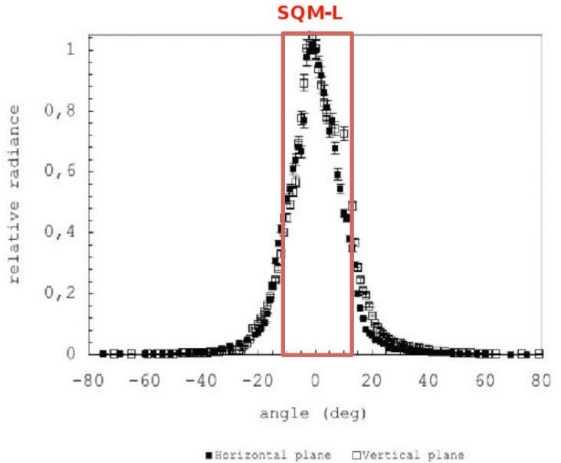 SQM-L
1
0,8
0,6
0,4
0,2
0
relative radiance
-80 -60 -40 -20 0 20 40 60 80
angle (deg)
■Horizontal plane □Vertical plane